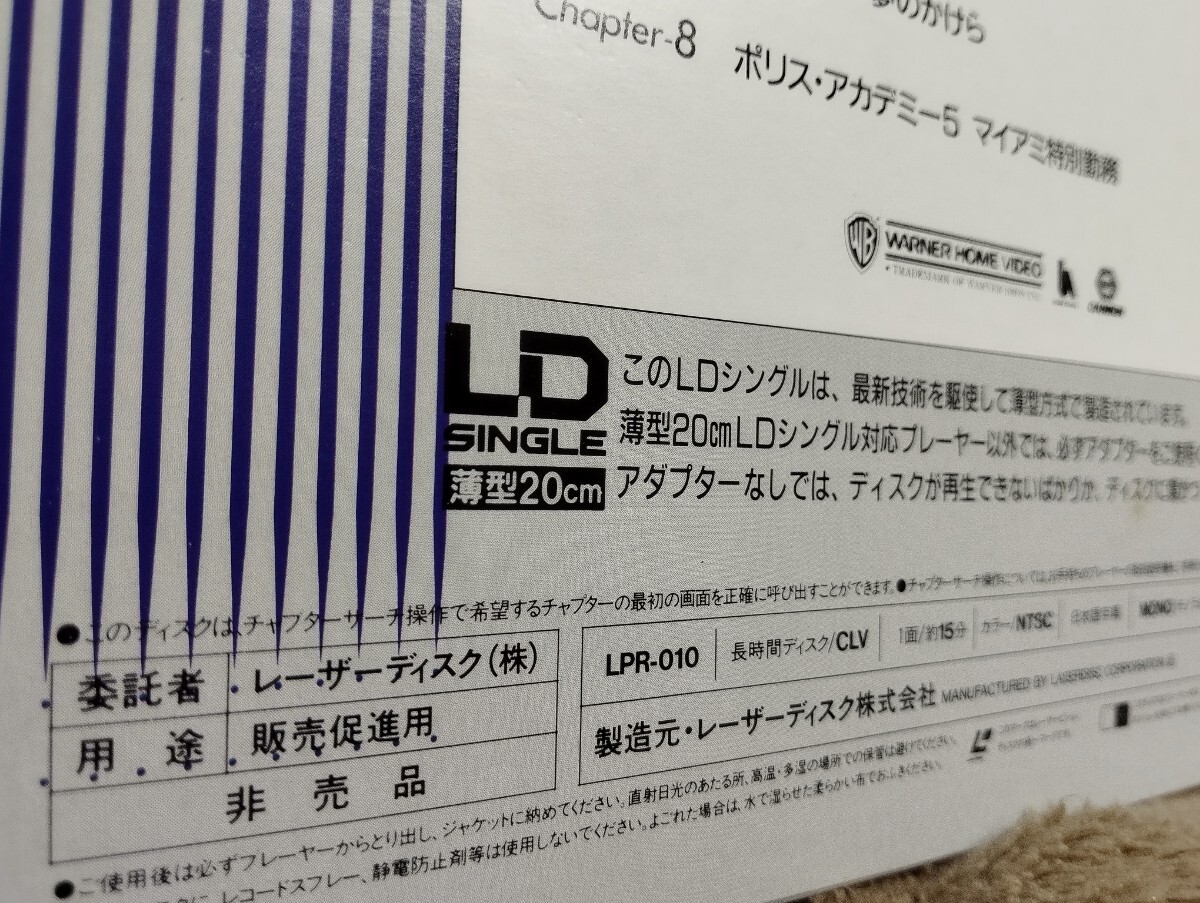 のかけら
Chapter-8 ポリス・アカデミー5 マイアミ特別勤務
WB WARNER HOME VIDEO
CANNON
LD
SINGLE
薄型20cm
このLDシングルは、最新技術を駆使して薄型方式で製造されています。
薄型20cmLDシングル対応プレーヤー以外では、必ずアダプターをご
アダプターなしでは、ディスクが再生できないばかりか、ディスクに
●このディスクは、チャプターサーチ操作で希望するチャプターの最初の画面を正確に呼び出すことができます。●チャプターサーチ操作については、
委託者 レーザーディスク(株)
用途 販売促進用
非売品
LPR-010 長時間ディスク/CLV 1面/約15分 カラー/NTSC MONO
製造元・レーザーディスク株式会社 MANUFACTURED BY LASERDISC CORPORATION
●ご使用後は必ずプレーヤーからとり出し、ジャケットに納めてください。直射日光のあたる所、高温・多湿の場所での保管は避けてください。
レコードスプレー、静電防止剤等は使用しないでください。よごれた場合は、水で湿らせた柔らかい布でおふきください。